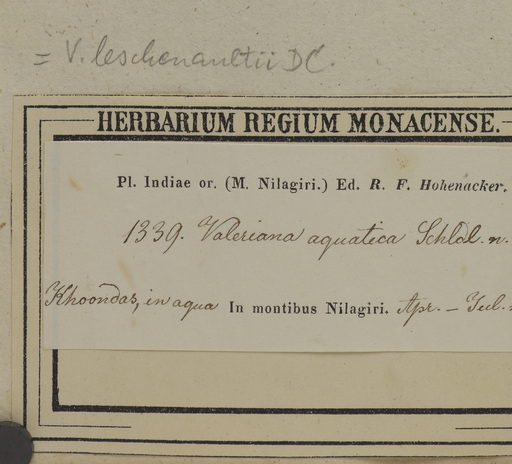 = V. leschenaultii DC.
HERBARIUM REGIUM MONACENSE.
Pl. Indiae or. (M. Nilagiri.) Ed. R. F. Hohenacker.
1339. Valeriana aquatica Schldl. n.
Khoondas, in aqua In montibus Nilagiri. Apr. – Jul.